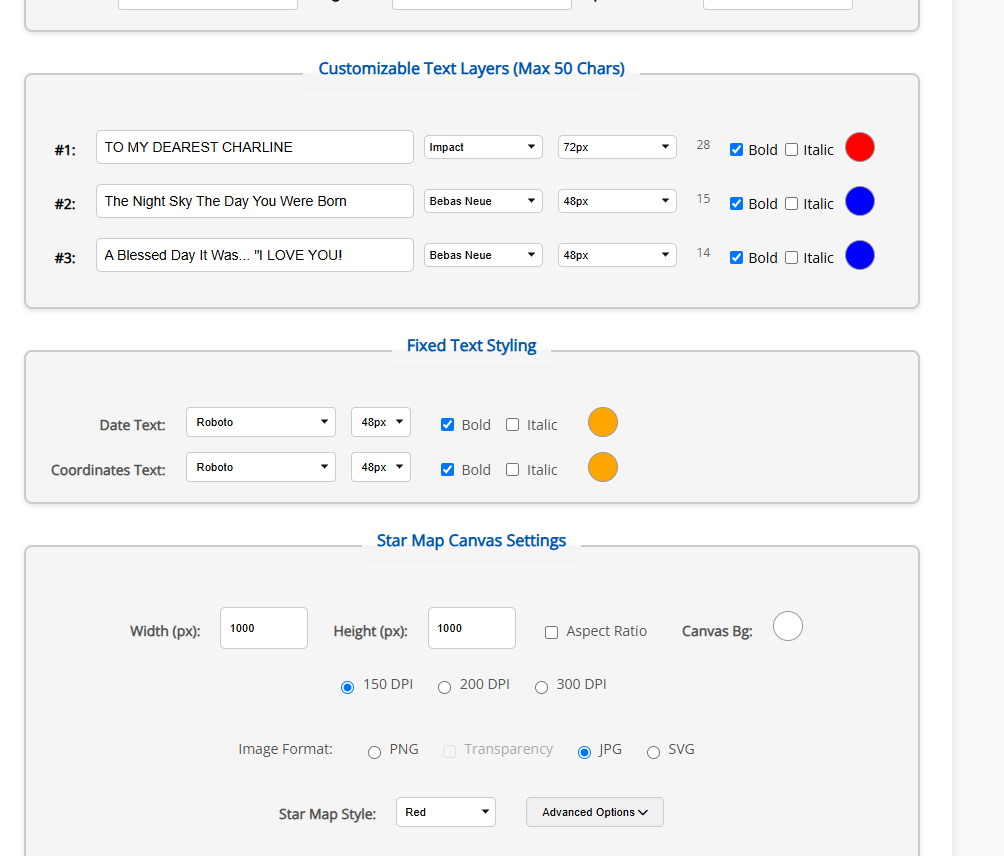 Customizable Text Layers (Max 50 Chars)
#1: TO MY DEAREST CHARLINE Impact 72px 28 Bold Italic
#2: The Night Sky The Day You Were Born Bebas Neue 48px 15 Bold Italic
#3: A Blessed Day It Was... "I LOVE YOU! Bebas Neue 48px 14 Bold Italic
Fixed Text Styling
Date Text: Roboto 48px Bold Italic
Coordinates Text: Roboto 48px Bold Italic
Star Map Canvas Settings
Width (px): 1000 Height (px): 1000 Aspect Ratio Canvas Bg:
150 DPI 200 DPI 300 DPI
Image Format: PNG Transparency JPG SVG
Star Map Style: Red Advanced Options